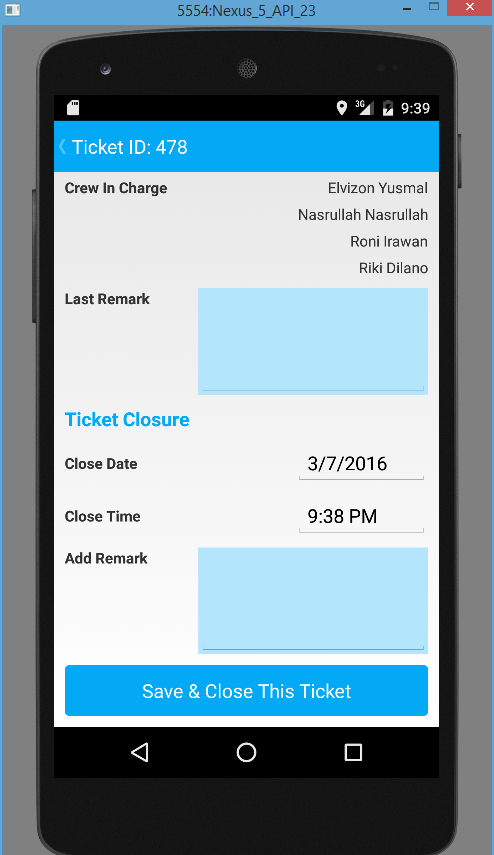 5554:Nexus_5_API_23
3G 9:39
Ticket ID: 478
Crew In Charge Elvizon Yusmal
Nasrullah Nasrullah
Roni Irawan
Riki Dilano
Last Remark
Ticket Closure
Close Date 3/7/2016
Close Time 9:38 PM
Add Remark
Save & Close This Ticket